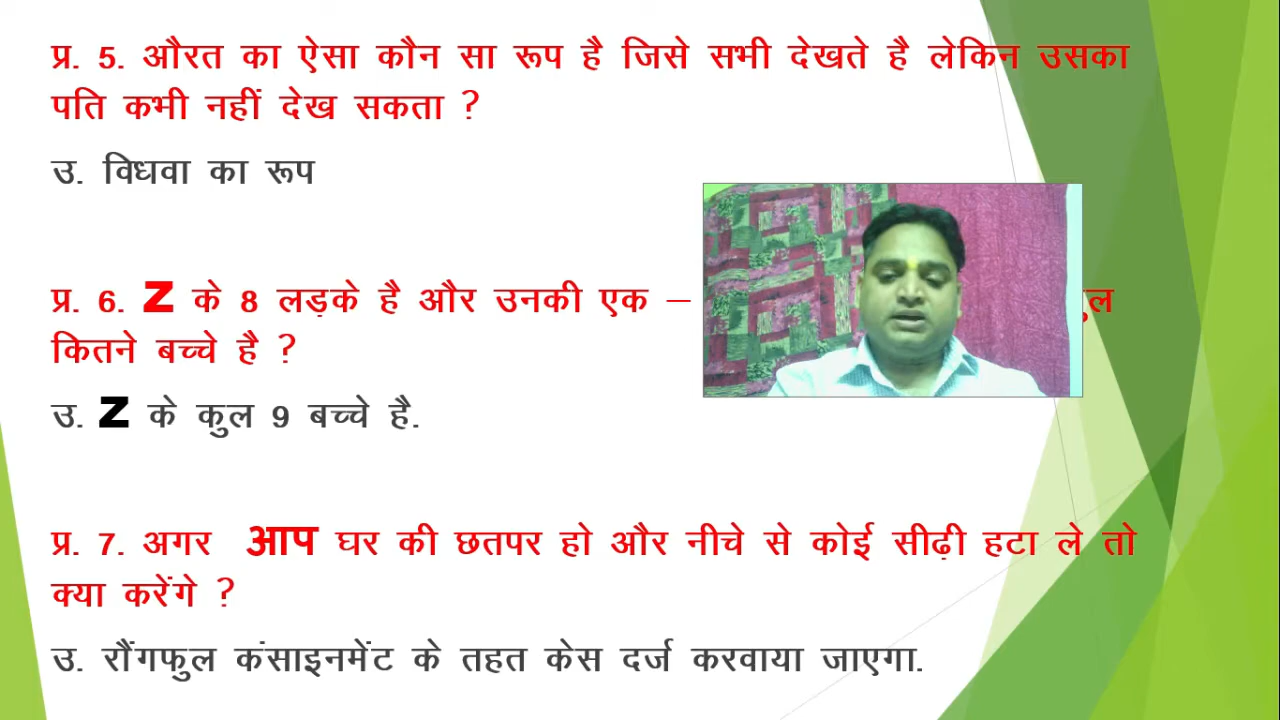 प्र. 5. औरत का ऐसा कौन सा रूप है जिसे सभी देखते है लेकिन उसका
पति कभी नहीं देख सकता ?
उ. विधवा का रूप
प्र. 6. Z के 8 लड़के है और उनकी एक –
कितने बच्चे है ?
उ. Z के कुल 9 बच्चे है.
प्र. 7. अगर आप घर की छतपर हो और नीचे से कोई सीढ़ी हटा ले तो
क्या करेंगे ?
उ. रौंगफुल कंसाइनमेंट के तहत केस दर्ज करवाया जाएगा.